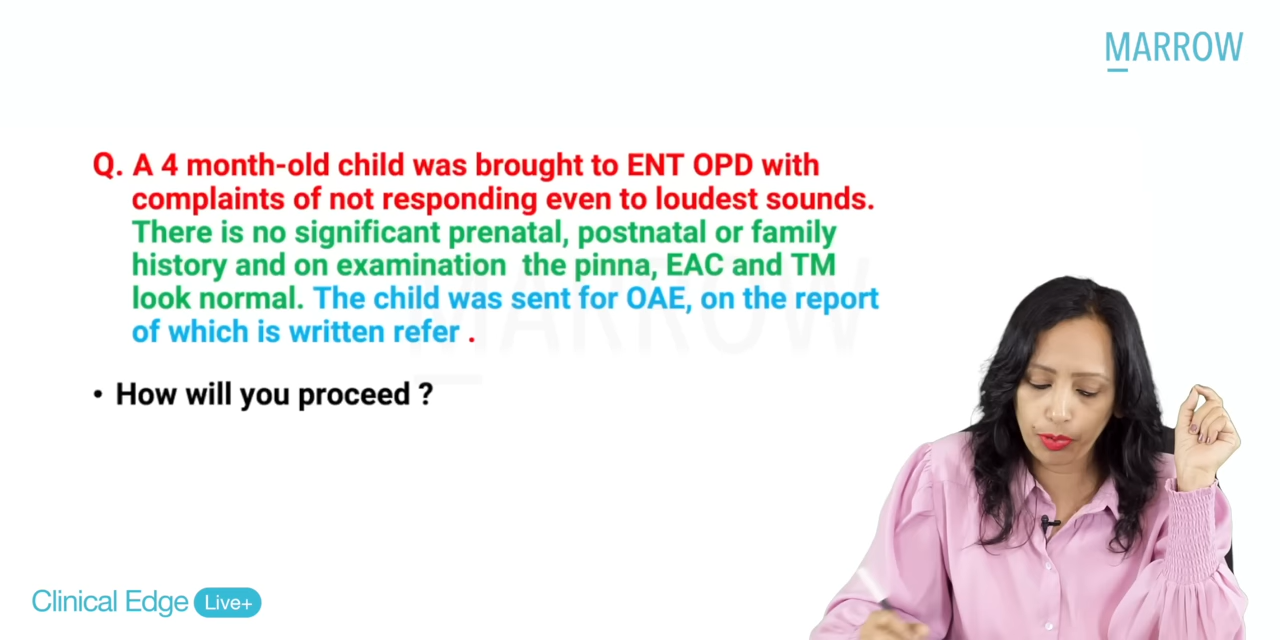 MARROW
Q. A 4 month-old child was brought to ENT OPD with
complaints of not responding even to loudest sounds.
There is no significant prenatal, postnatal or family
history and on examination the pinna, EAC and TM
look normal. The child was sent for OAE, on the report
of which is written refer .
MARROW
• How will you proceed ?
Clinical Edge Live+